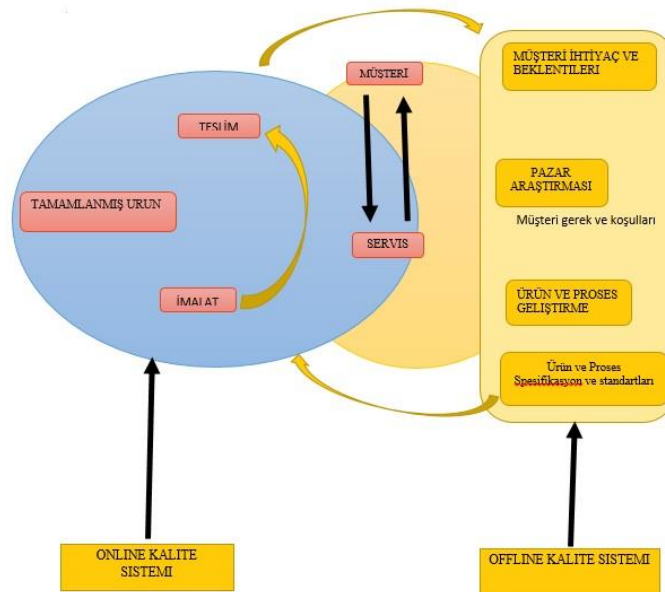 MÜŞTERİ
TESLİM
TAMAMLANMIŞ URUN
SERVIS
İMALAT
MÜŞTERİ İHTİYAÇ VE
BEKLENTİLERİ
PAZAR
ARAŞTIRMASI
Müşteri gerek ve koşulları
ÜRÜN VE PROSES
GELİŞTİRME
Ürün ve Proses
Spesifikasyon ve standartları
ONLINE KALITE
SISTEMI
OFFLINE KALITE SISTEMI